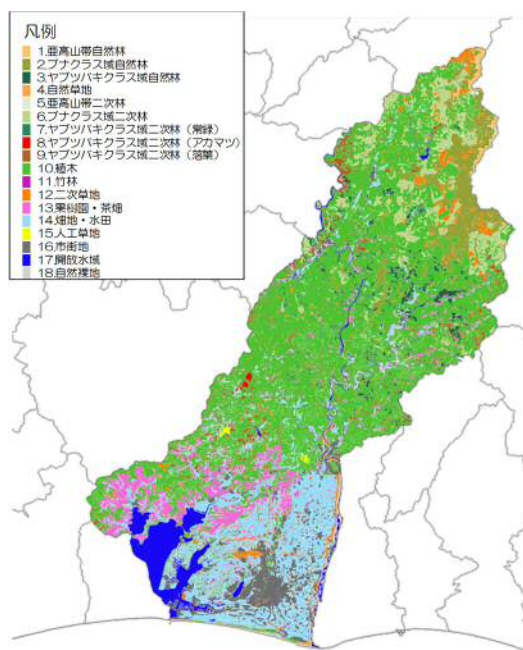 凡例
1.亜高山帯自然林
2.ブナクラス域自然林
3.ヤブツバキクラス域自然林
4.自然草地
5.亜高山帯二次林
6.ブナクラス域二次林
7.ヤブツバキクラス域二次林（常緑）
8.ヤブツバキクラス域二次林（アカマツ）
9.ヤブツバキクラス域二次林（落葉）
10.植木
11.竹林
12.二次草地
13.果樹園・茶畑
14.畑地・水田
15.人工草地
16.市街地
17.開放水域
18.自然裸地